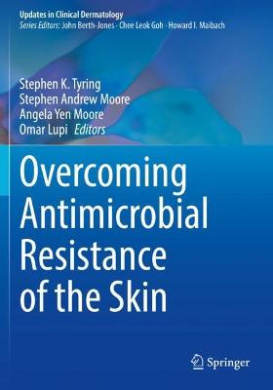 Updates in Clinical Dermatology
Series Editors: John Berth-Jones · Chee Leok Goh · Howard I. Maibach
Stephen K. Tyring
Stephen Andrew Moore
Angela Yen Moore
Omar Lupi Editors
Overcoming
Antimicrobial
Resistance
of the Skin
Springer